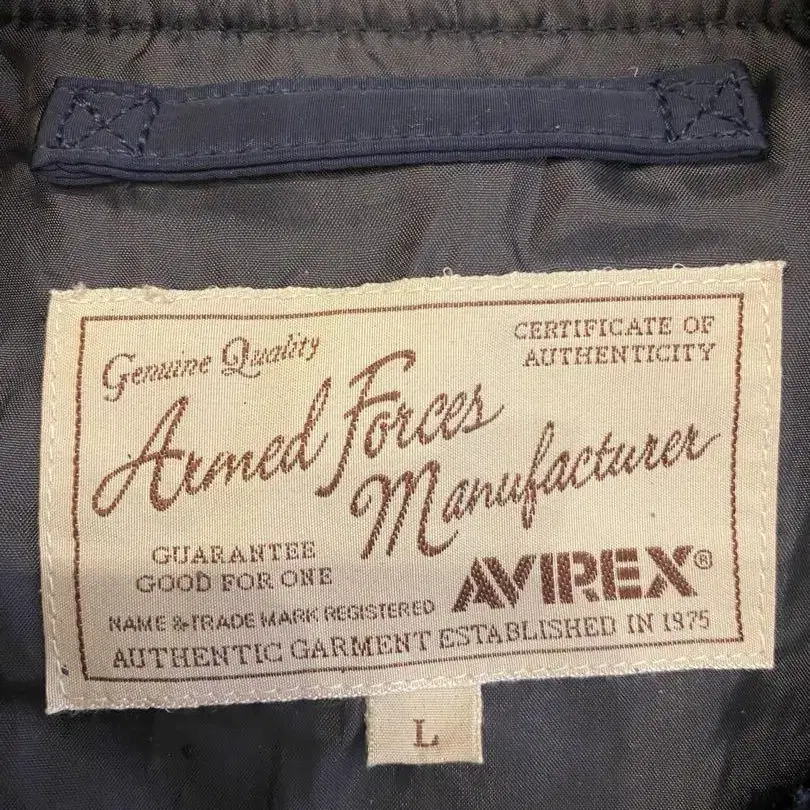 Genuine Quality
CERTIFICATE OF
AUTHENTICITY
Armed Forces
Manufacturer
GUARANTEE
GOOD FOR ONE
AVIREX®
NAME & TRADE MARK REGISTERED
AUTHENTIC GARMENT ESTABLISHED IN 1975
L